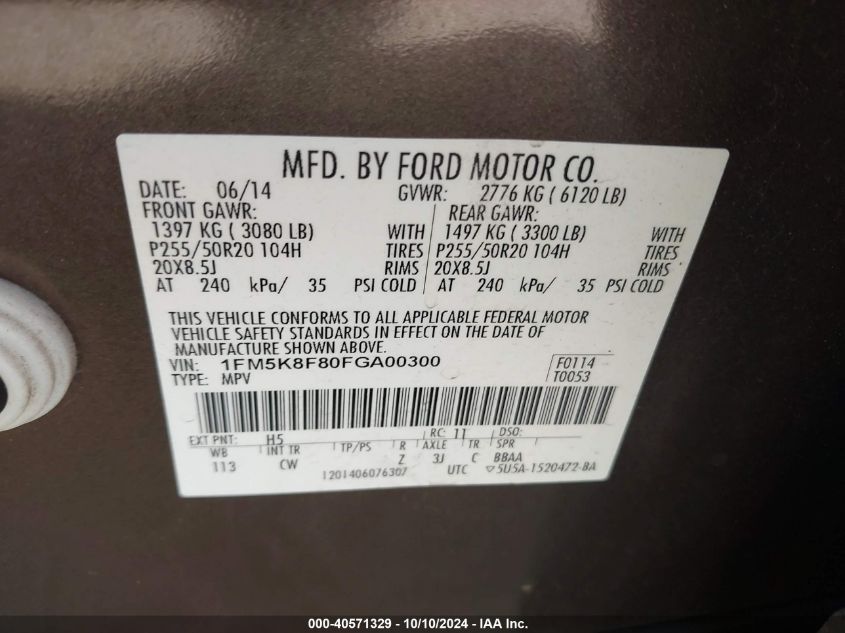 MFD. BY FORD MOTOR CO.
DATE: 06/14 GVWR: 2776 KG ( 6120 LB)
FRONT GAWR: REAR GAWR:
1397 KG ( 3080 LB) WITH 1497 KG ( 3300 LB) WITH
P255/50R20 104H TIRES P255/50R20 104H TIRES
20X8.5J RIMS 20X8.5J RIMS
AT 240 kPa/ 35 PSI COLD AT 240 kPa/ 35 PSI COLD
THIS VEHICLE CONFORMS TO ALL APPLICABLE FEDERAL MOTOR
VEHICLE SAFETY STANDARDS IN EFFECT ON THE DATE OF
MANUFACTURE SHOWN ABOVE.
VIN: 1FM5K8F80FGA00300 F0114
TYPE: MPV T0053
EXT PNT: H5 RC: 11 DSO:
WB INT TR TP/PS R AXLE TR SPR
113 CW Z 3J C BBAA
1201406076307 UTC ▽5U5A-1520472-BA
000-40571329 - 10/10/2024 - IAA Inc.